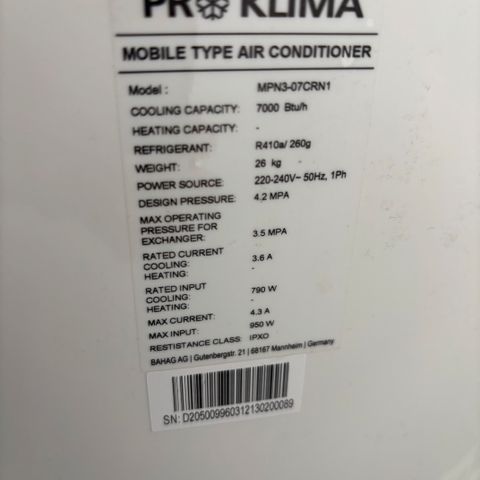 PRO KLIMA
MOBILE TYPE AIR CONDITIONER
Model : MPN3-07CRN1
COOLING CAPACITY: 7000 Btu/h
HEATING CAPACITY: -
REFRIGERANT: R410a/ 260g
WEIGHT: 26 kg
POWER SOURCE: 220-240V~ 50Hz, 1Ph
DESIGN PRESSURE: 4.2 MPA
MAX OPERATING
PRESSURE FOR
EXCHANGER: 3.5 MPA
RATED CURRENT
COOLING: 3.6 A
HEATING: -
RATED INPUT
COOLING: 790 W
HEATING: -
MAX CURRENT: 4.3 A
MAX INPUT: 950 W
RESTISTANCE CLASS: IPXO
BAHAG AG | Gutenbergstr. 21 | 68167 Mannheim | Germany
SN: D205009960312130200089